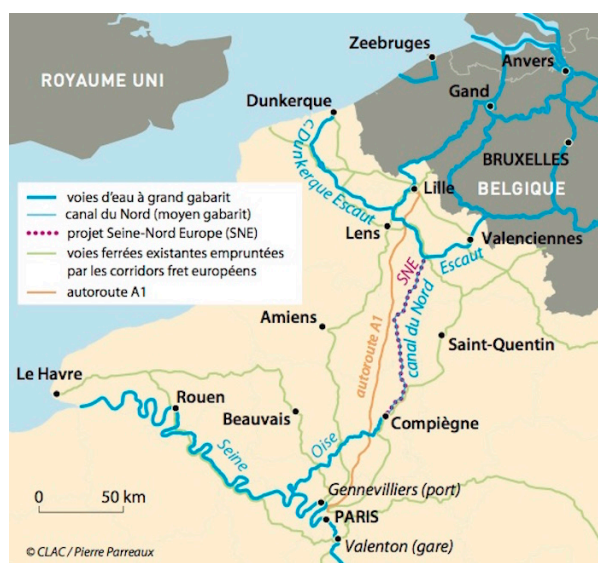 Zeebruges
Anvers
ROYAUME UNI
Gand
Dunkerque
BRUXELLES
c. Dunkerque Escaut
Lille
BELGIQUE
voies d'eau à grand gabarit
canal du Nord (moyen gabarit)
projet Seine-Nord Europe (SNE)
voies ferrées existantes empruntées
par les corridors fret européens
autoroute A1
Lens
Valenciennes
Escaut
SNE
Amiens
autoroute A1
canal du Nord
Saint-Quentin
Le Havre
Rouen
Beauvais
Compiègne
Oise
Seine
0 50 km
Gennevilliers (port)
PARIS
Valenton (gare)
© CLAC / Pierre Parreaux